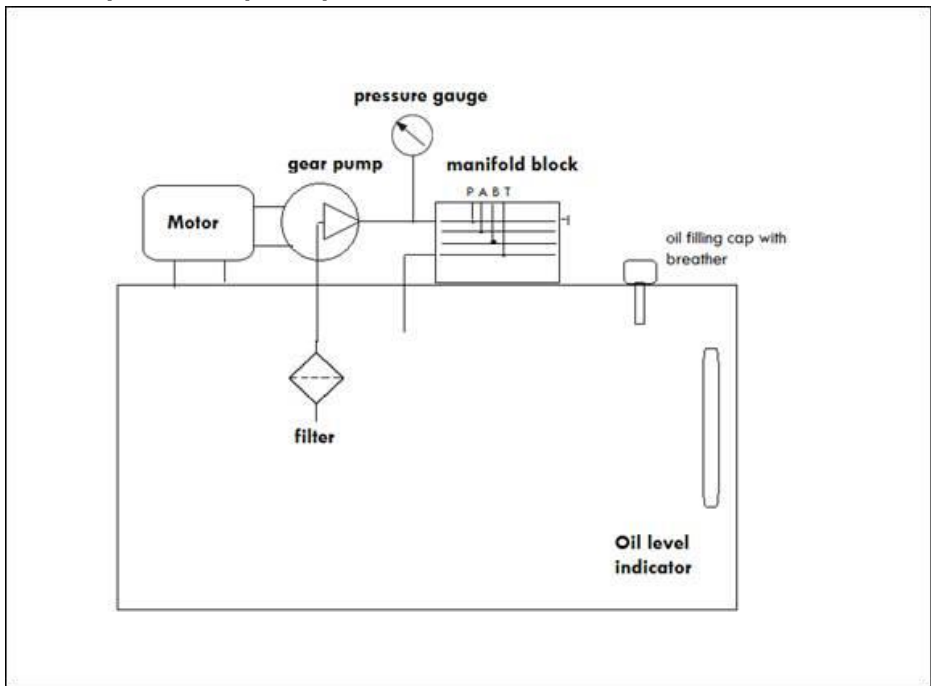 pressure gauge
gear pump
manifold block
P A B T
Motor
oil filling cap with
breather
filter
Oil level
indicator